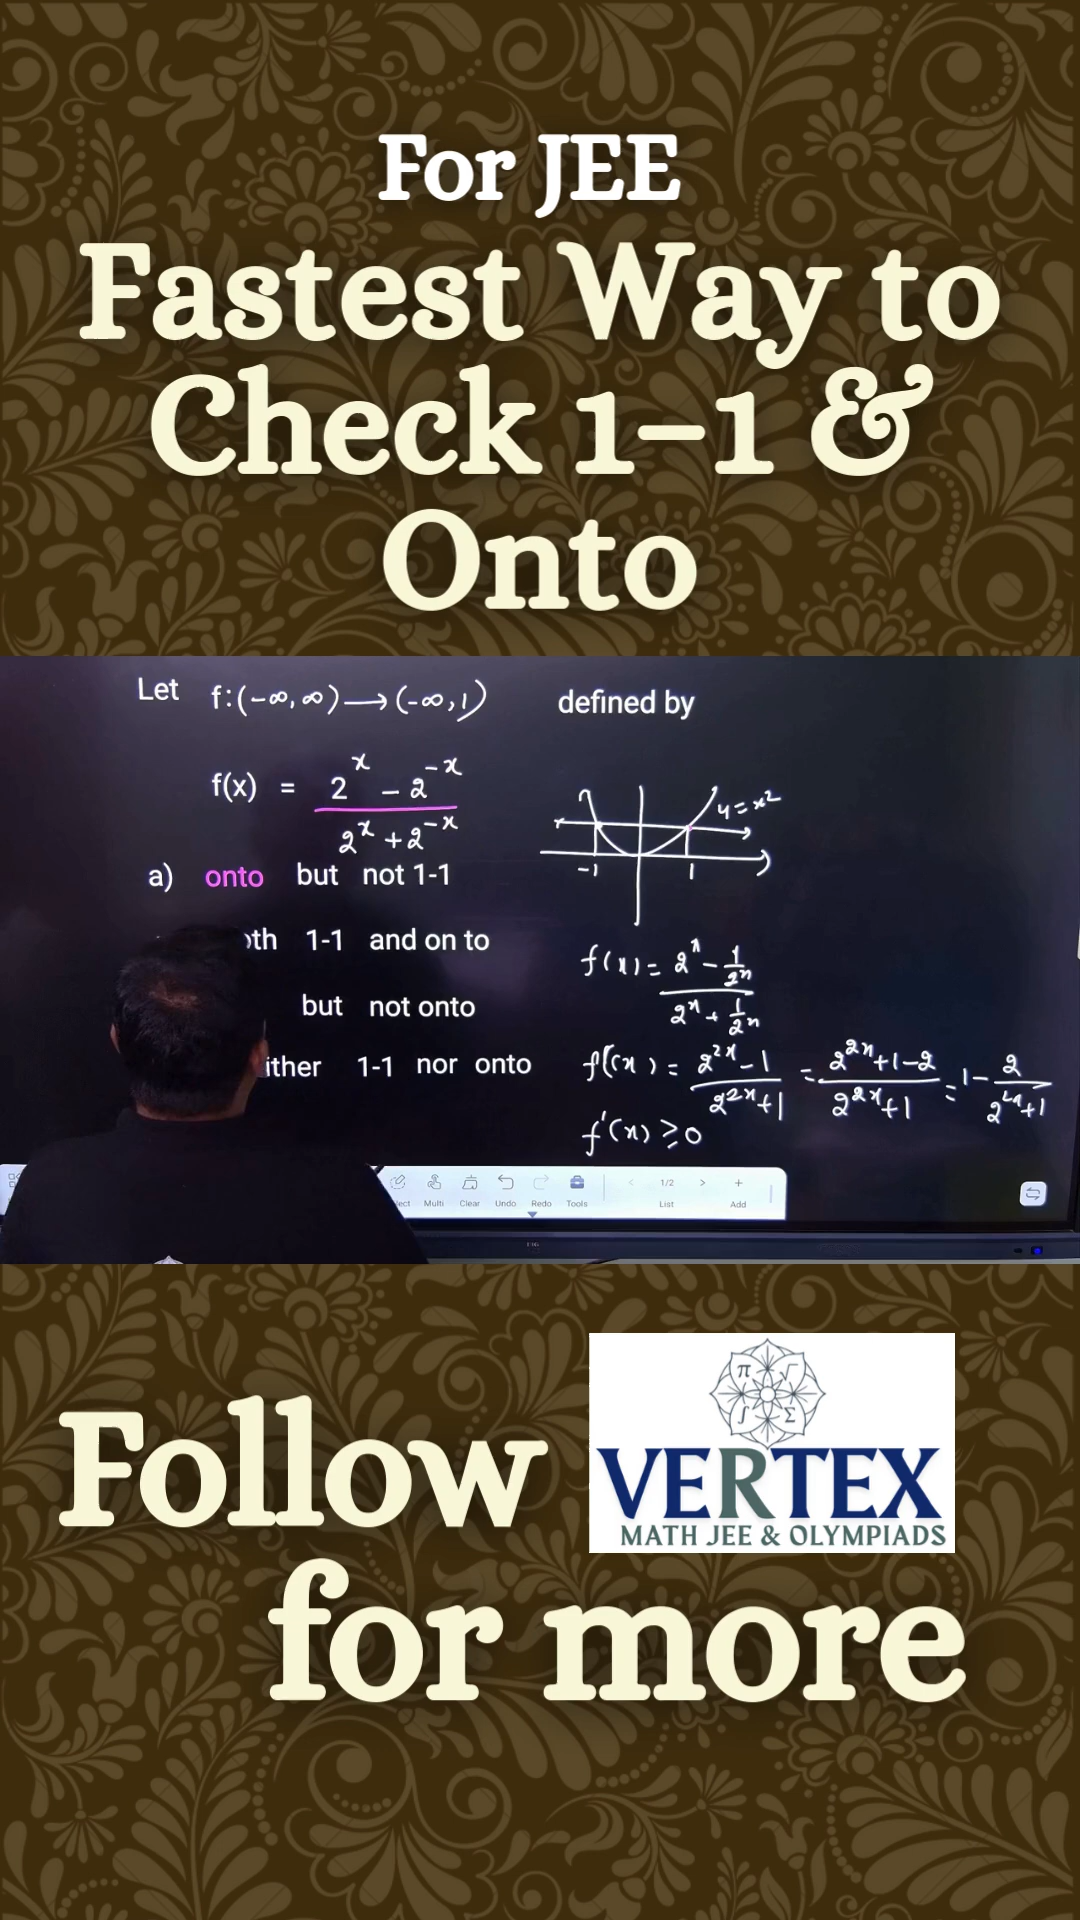 For JEE
Fastest Way to
Check 1–1 &
Onto
Let f:(-∞,∞)⟶(-∞,1) defined by
f(x) = 2^x - 2^-x
2^x + 2^-x
y=x²
-1 1
a) onto but not 1-1
1-1 and on to
but not onto
1-1 nor onto
f(x) = 2^x - 1/2^x
2^x + 1/2^x
f(x) = 2^2x - 1 / 2^2x + 1 = 2^2x + 1 - 2 / 2^2x + 1 = 1 - 2 / 2^2x + 1
f'(x) ≥ 0
Multi Clear Undo Redo Tools 1/2 List Add
Follow
π √ ∫ Σ
VERTEX
MATH JEE & OLYMPIADS
for more